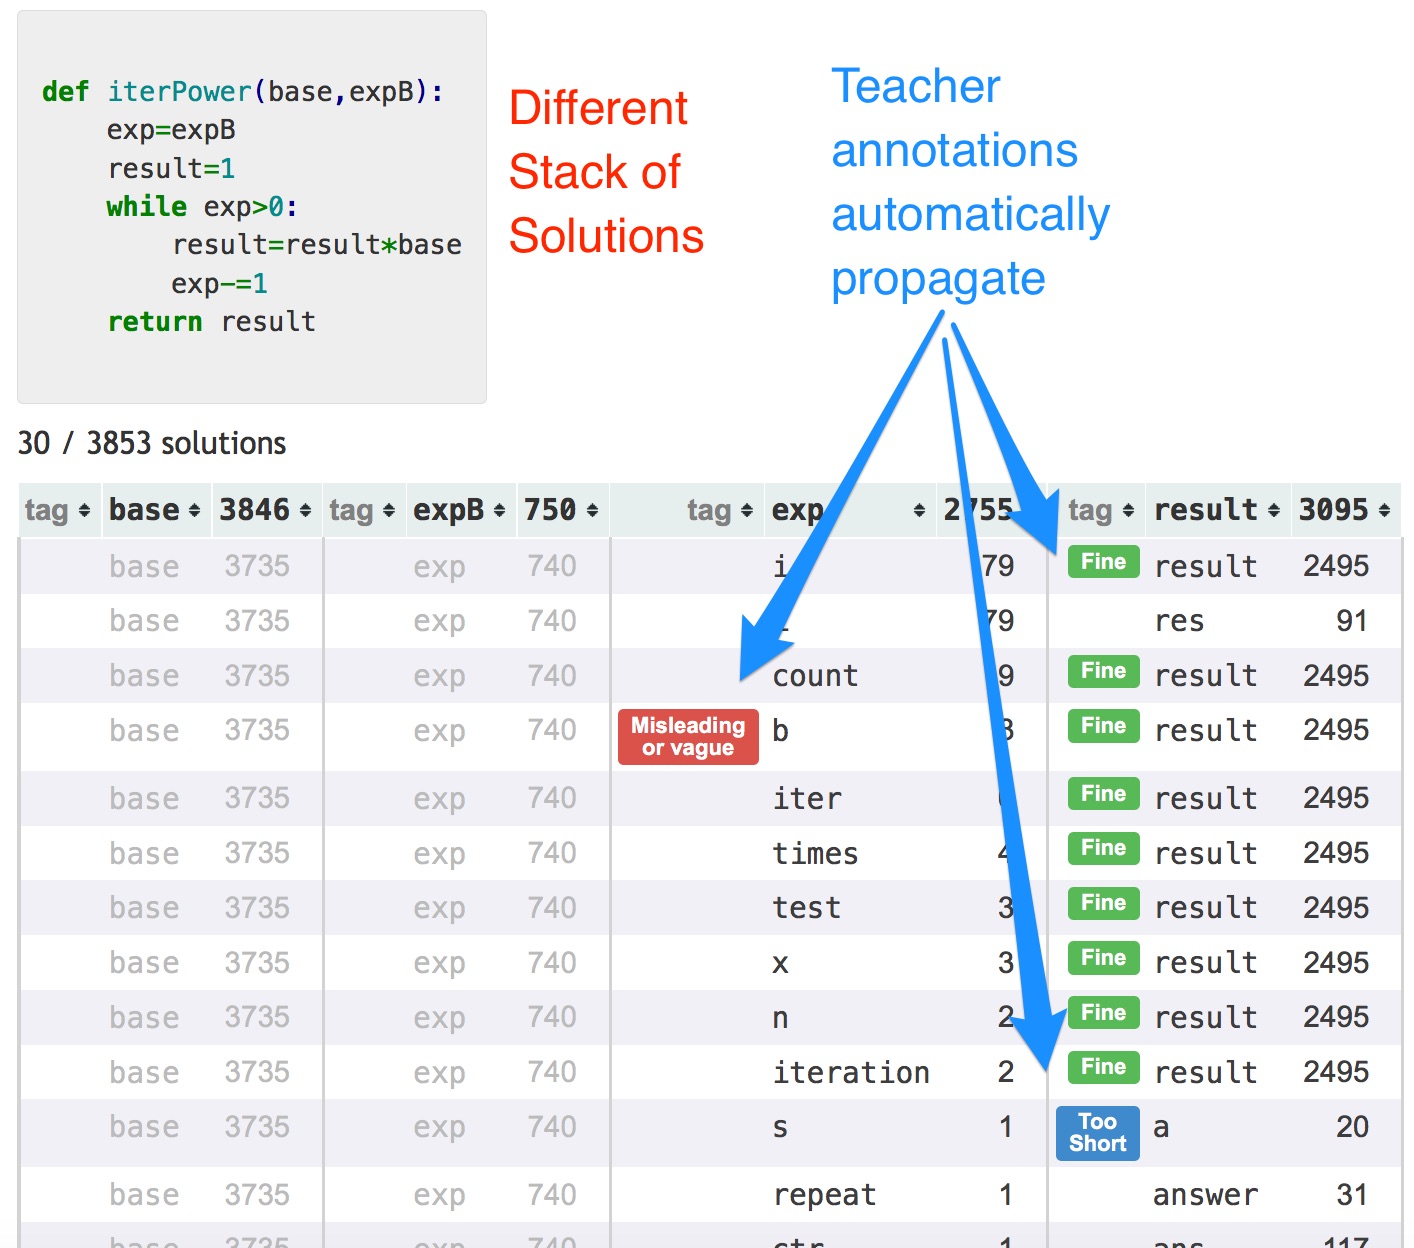 def iterPower(base,expB):
exp=expB
result=1
while exp>0:
result=result*base
exp-=1
return result
Different
Stack of
Solutions
Teacher
annotations
automatically
propagate
30 / 3853 solutions
tag base 3846 tag expB 750 tag exp 2755 tag result 3095
base 3735 exp 740 i 79 Fine result 2495
base 3735 exp 740 79 res 91
base 3735 exp 740 count 9 Fine result 2495
base 3735 exp 740 Misleading or vague b Fine result 2495
base 3735 exp 740 iter Fine result 2495
base 3735 exp 740 times 4 Fine result 2495
base 3735 exp 740 test 3 Fine result 2495
base 3735 exp 740 x 3 Fine result 2495
base 3735 exp 740 n 2 Fine result 2495
base 3735 exp 740 iteration 2 Fine result 2495
base 3735 exp 740 s 1 Too Short a 20
base 3735 exp 740 repeat 1 answer 31
base 3735 exp 740 ctr 1 ans 117